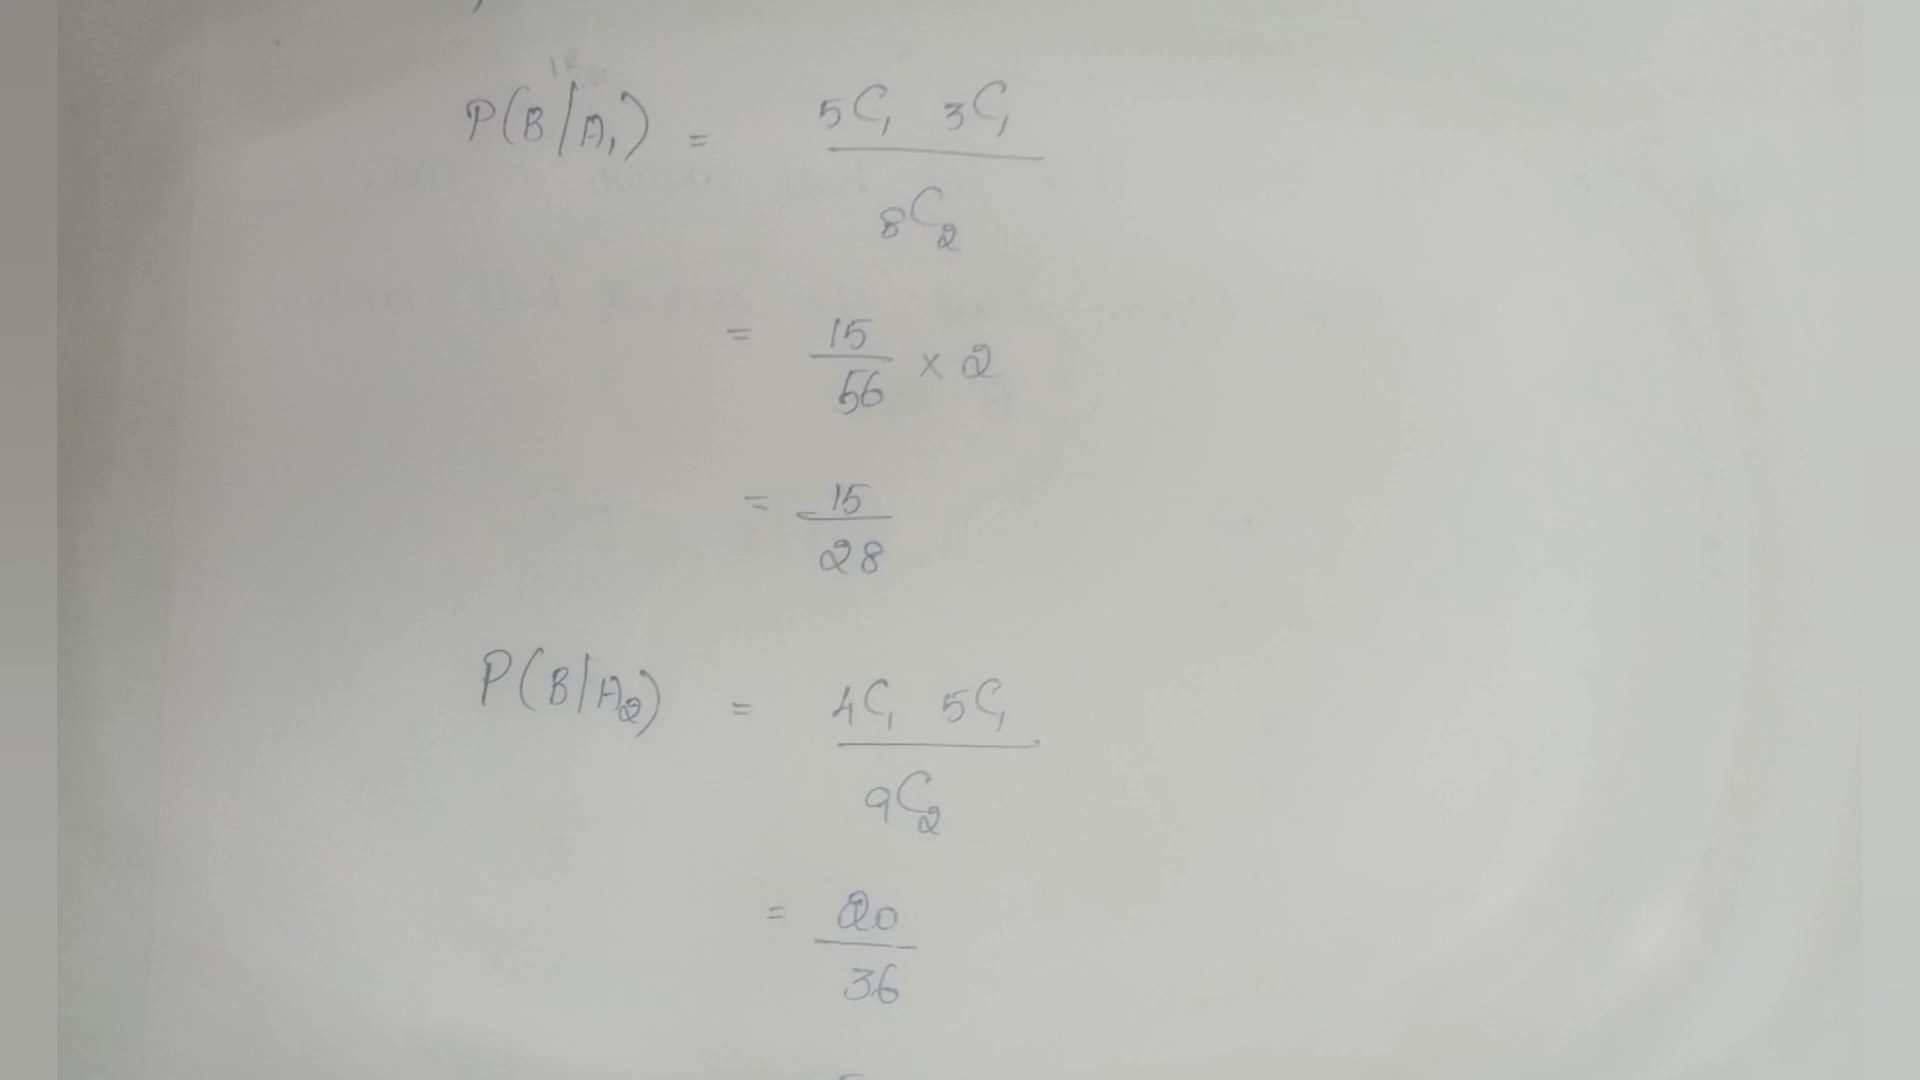 P(B/A₁) = 5C₁ 3C₁
8C₂
= 15/56 × 2
= 15/28
P(B/A₂) = 4C₁ 5C₁
9C₂
= 20/36